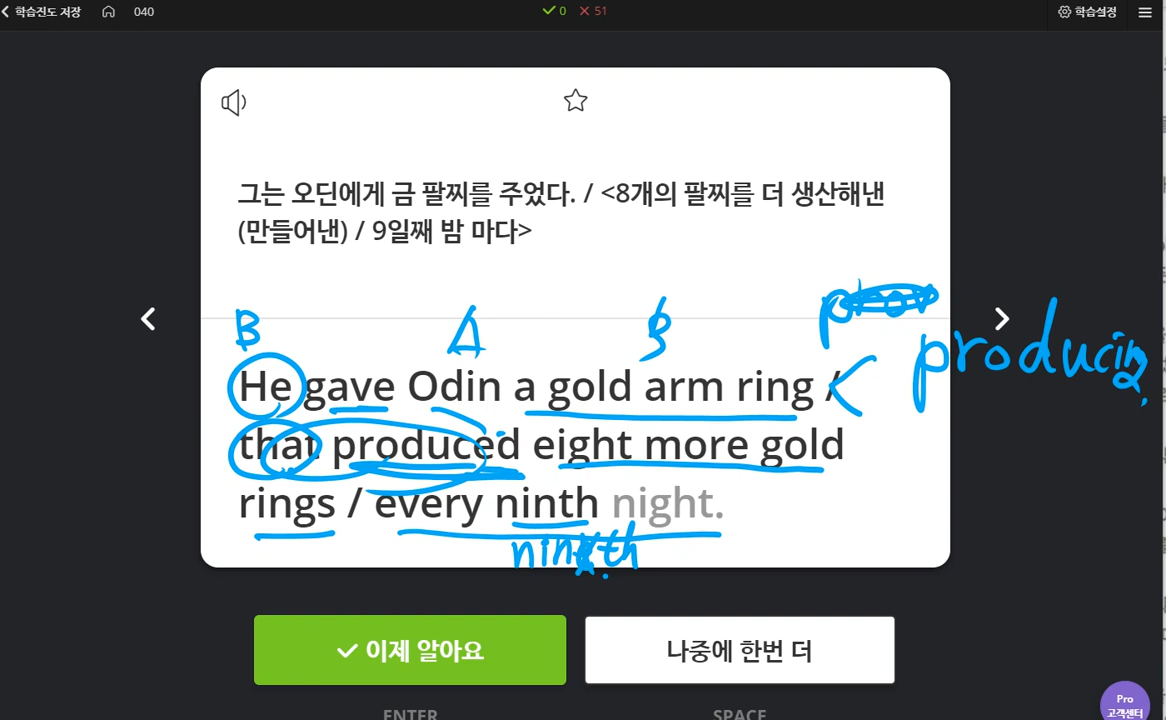 학습진도 저장 040 0 51 학습설정
그는 오딘에게 금 팔찌를 주었다. / <8개의 팔찌를 더 생산해낸
(만들어낸) / 9일째 밤 마다>
B A B
producing
He gave Odin a gold arm ring / <
that produced eight more gold
rings / every ninth night.
이제 알아요 나중에 한번 더
Pro
고객센터
ENTER SPACE